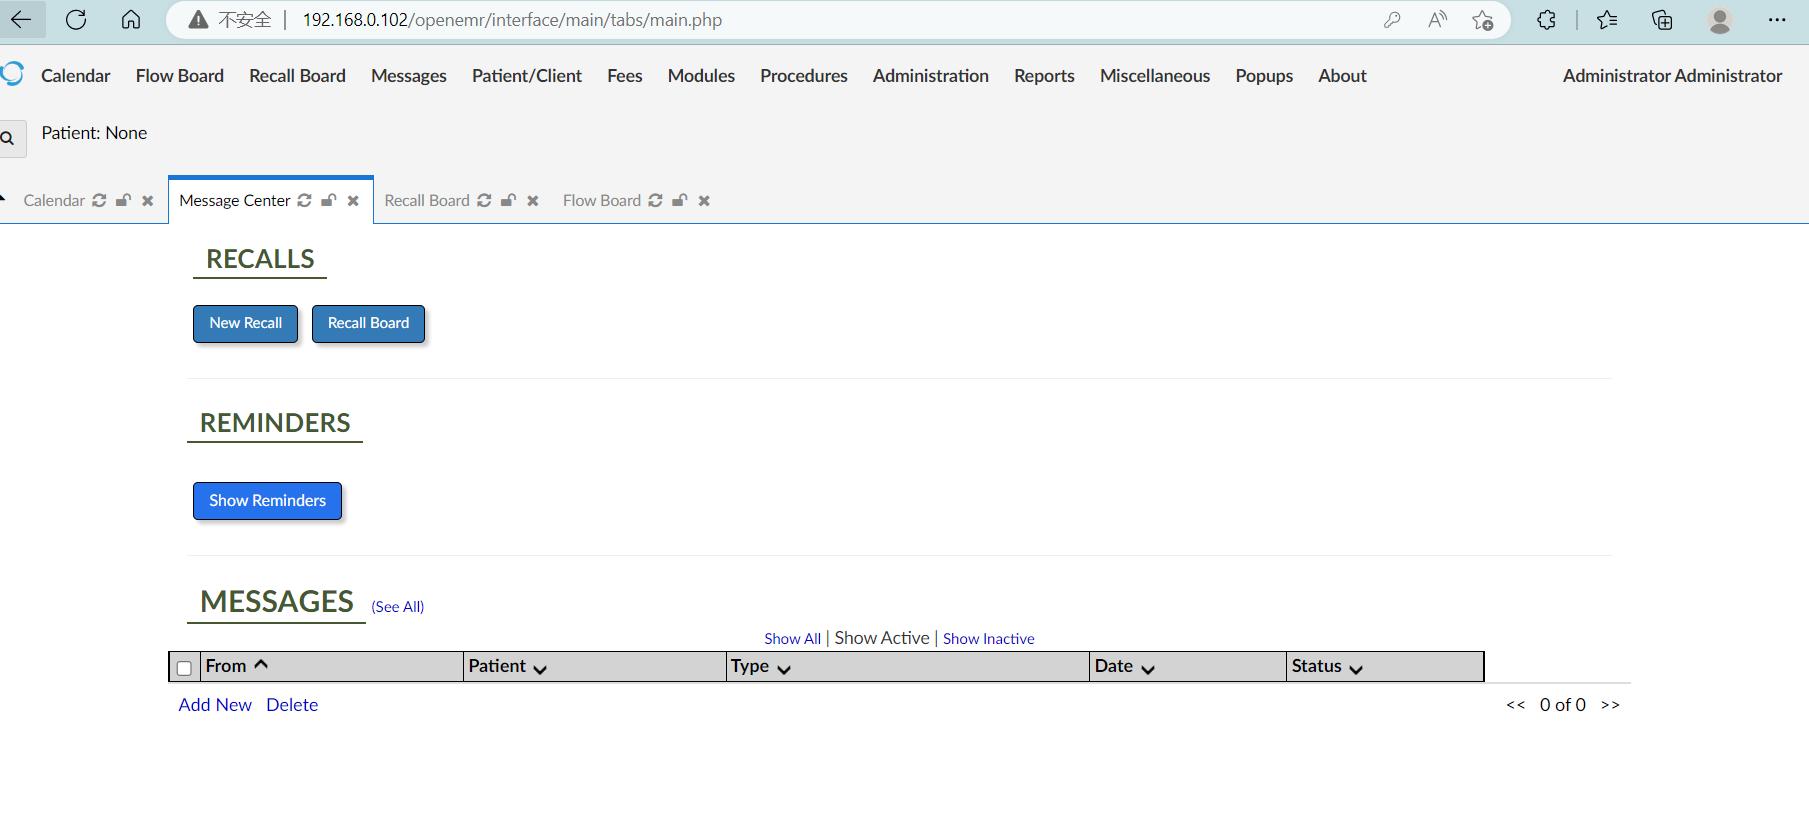 不安全 | 192.168.0.102/openemr/interface/main/tabs/main.php
Calendar Flow Board Recall Board Messages Patient/Client Fees Modules Procedures Administration Reports Miscellaneous Popups About Administrator Administrator
Patient: None
Calendar Message Center Recall Board Flow Board
RECALLS
New Recall Recall Board
REMINDERS
Show Reminders
MESSAGES (See All)
Show All | Show Active | Show Inactive
From Patient Type Date Status
Add New Delete << 0 of 0 >>